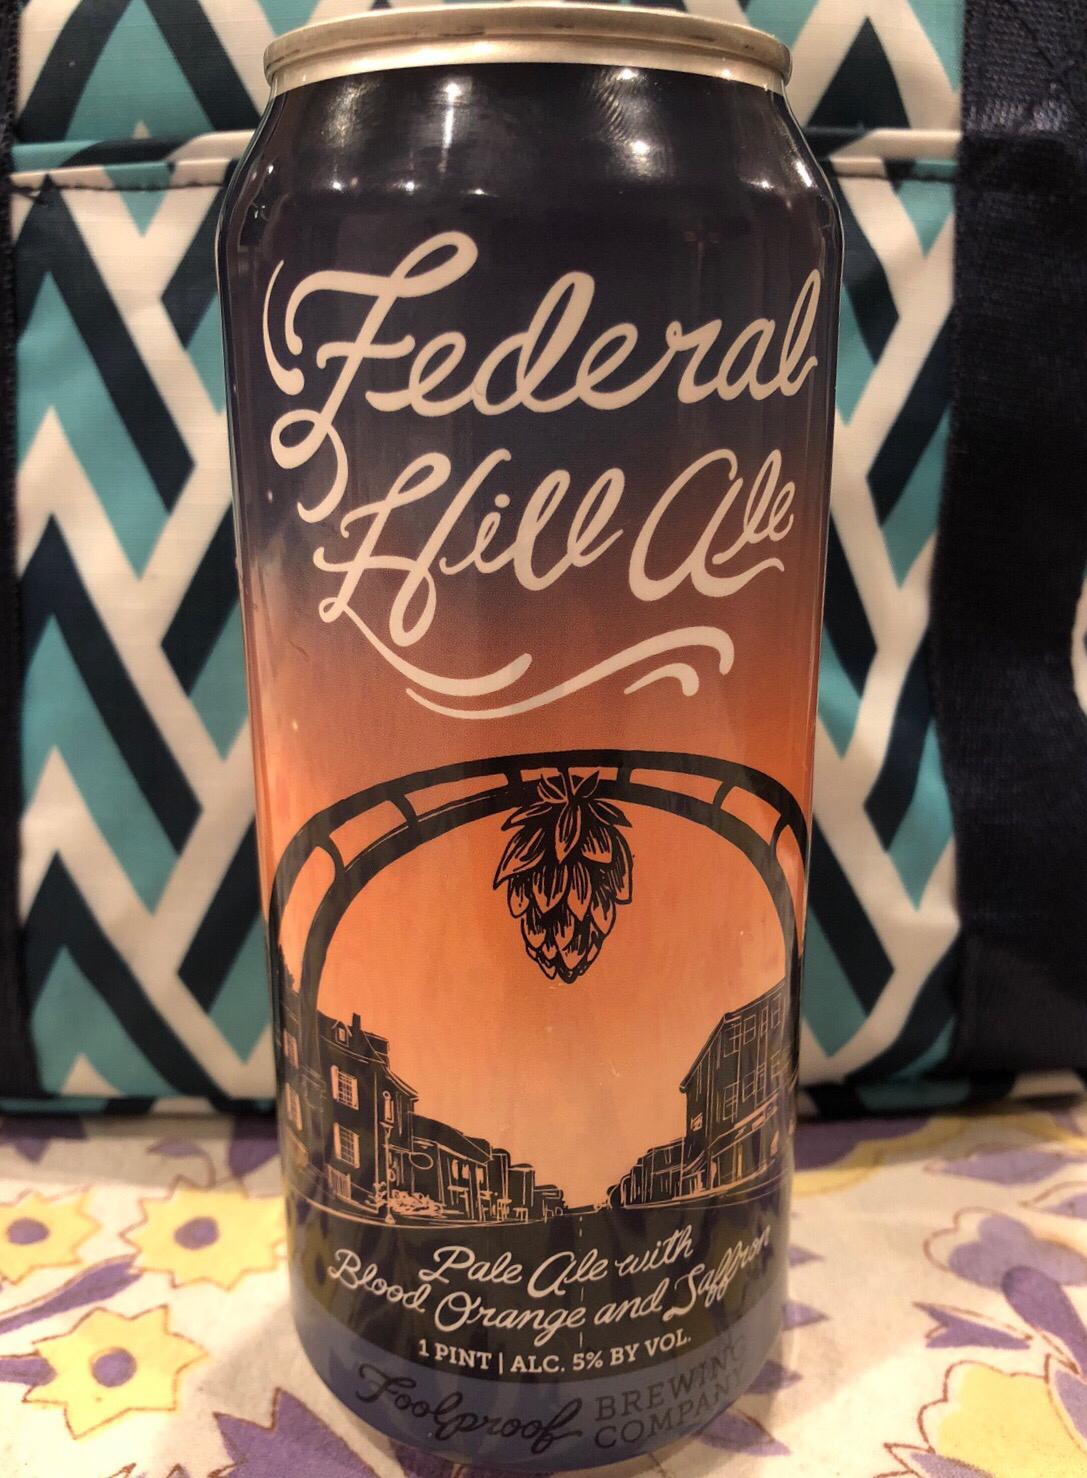 Federal
Hill Ale
Pale Ale with
Blood Orange and Saffron
1 PINT | ALC. 5% BY VOL.
Foolproof BREWING
COMPANY